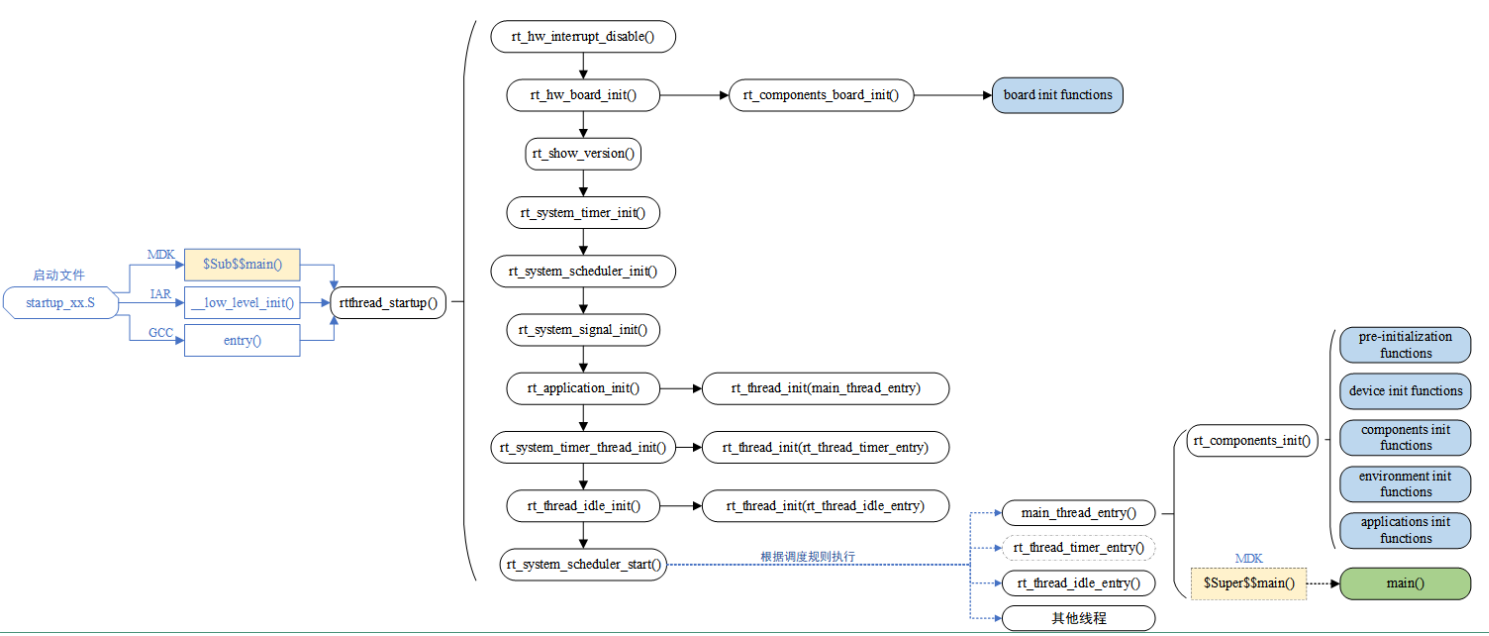 启动文件
startup_xx.S
MDK
$Sub$$main()
IAR
__low_level_init()
GCC
entry()
rtthread_startup()
rt_hw_interrupt_disable()
rt_hw_board_init()
rt_components_board_init()
board init functions
rt_show_version()
rt_system_timer_init()
rt_system_scheduler_init()
rt_system_signal_init()
rt_application_init()
rt_thread_init(main_thread_entry)
rt_system_timer_thread_init()
rt_thread_init(rt_thread_timer_entry)
rt_thread_idle_init()
rt_thread_init(rt_thread_idle_entry)
rt_system_scheduler_start()
根据调度规则执行
main_thread_entry()
rt_thread_timer_entry()
rt_thread_idle_entry()
其他线程
rt_components_init()
pre-initialization
functions
device init functions
components init
functions
environment init
functions
applications init
functions
MDK
$Super$$main()
main()